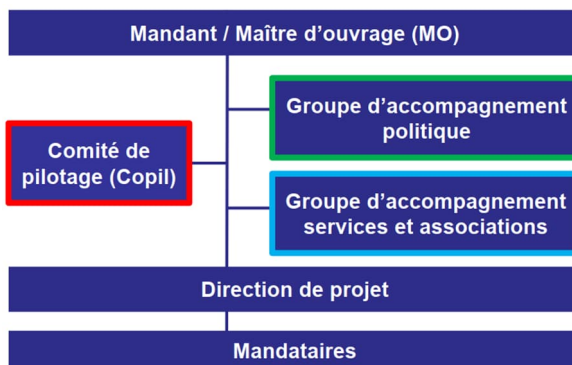 Mandant / Maître d’ouvrage (MO)
Groupe d’accompagnement
politique
Comité de
pilotage (Copil)
Groupe d’accompagnement
services et associations
Direction de projet
Mandataires